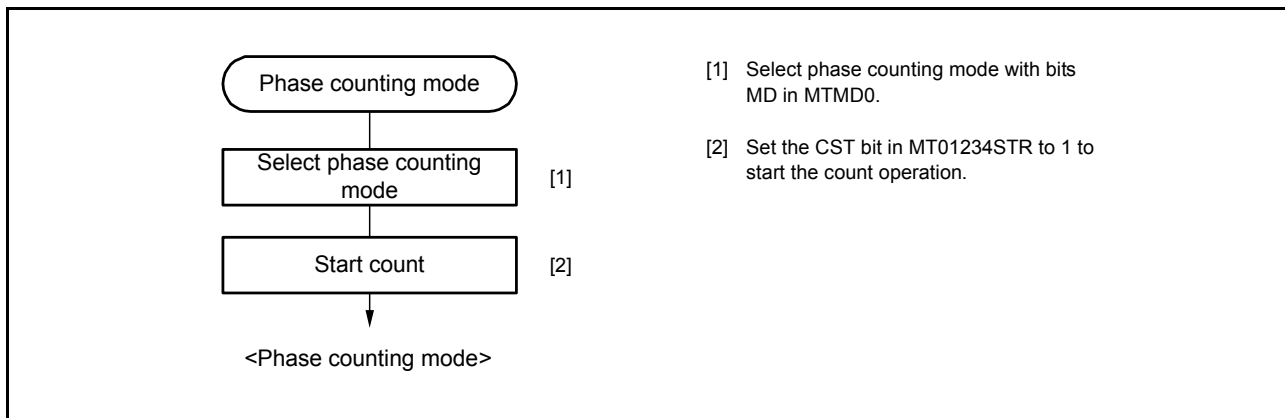 Phase counting mode
Select phase counting
mode
[1]
Start count
[2]
<Phase counting mode>
[1] Select phase counting mode with bits
MD in MTMD0.
[2] Set the CST bit in MT01234STR to 1 to
start the count operation.